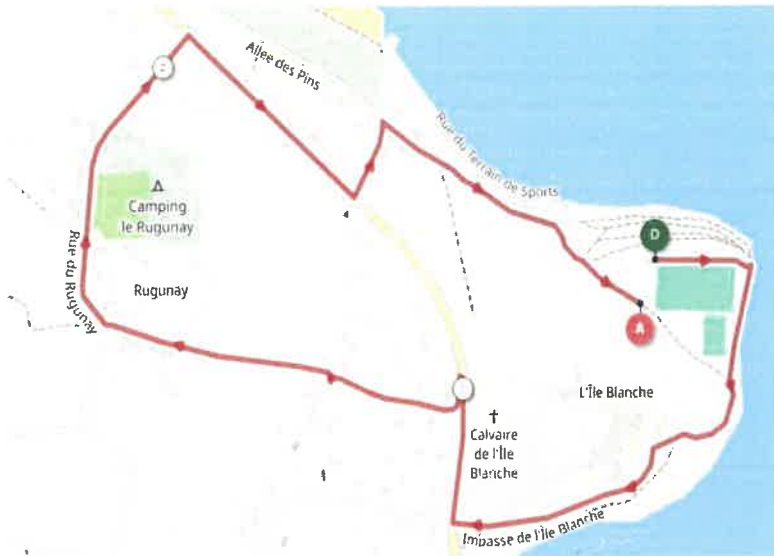 Allée des Pins
Rue du Terrain de Sports
Camping
le Rugunay
Rue du Rugunay
Rugunay
D
A
4
L'Île Blanche
Calvaire
de l'Île
Blanche
Impasse de l'Île Blanche